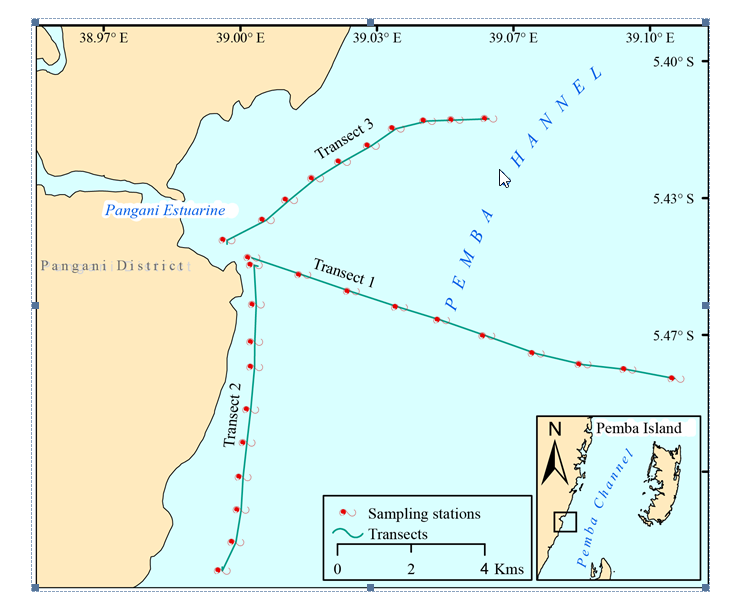 38.97° E
39.00° E
39.03° E
39.07° E
39.10° E
5.40° S
5.43° S
5.47° S
Transect 3
PEMBA HANNEL
Pangani Estuarine
Pangani District
Transect 1
Transect 2
Sampling stations
Transects
0 2 4 Kms
N
Pemba Island
Pemba Channel